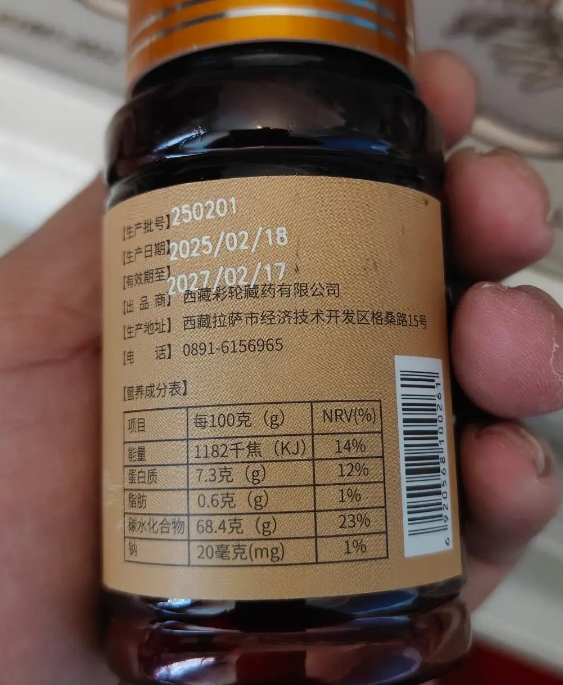 【生产批号】250201
【生产日期】2025/02/18
【有效期至】2027/02/17
【出 品 商】 西藏彩轮藏药有限公司
【生产地址】 西藏拉萨市经济技术开发区格桑路15号
【电 话】 0891-6156965
【营养成分表】
项目 每100克（g） NRV(%)
能量 1182千焦（KJ） 14%
蛋白质 7.3克（g） 12%
脂肪 0.6克（g） 1%
碳水化合物 68.4克（g） 23%
钠 20毫克(mg) 1%
6 920568 100261